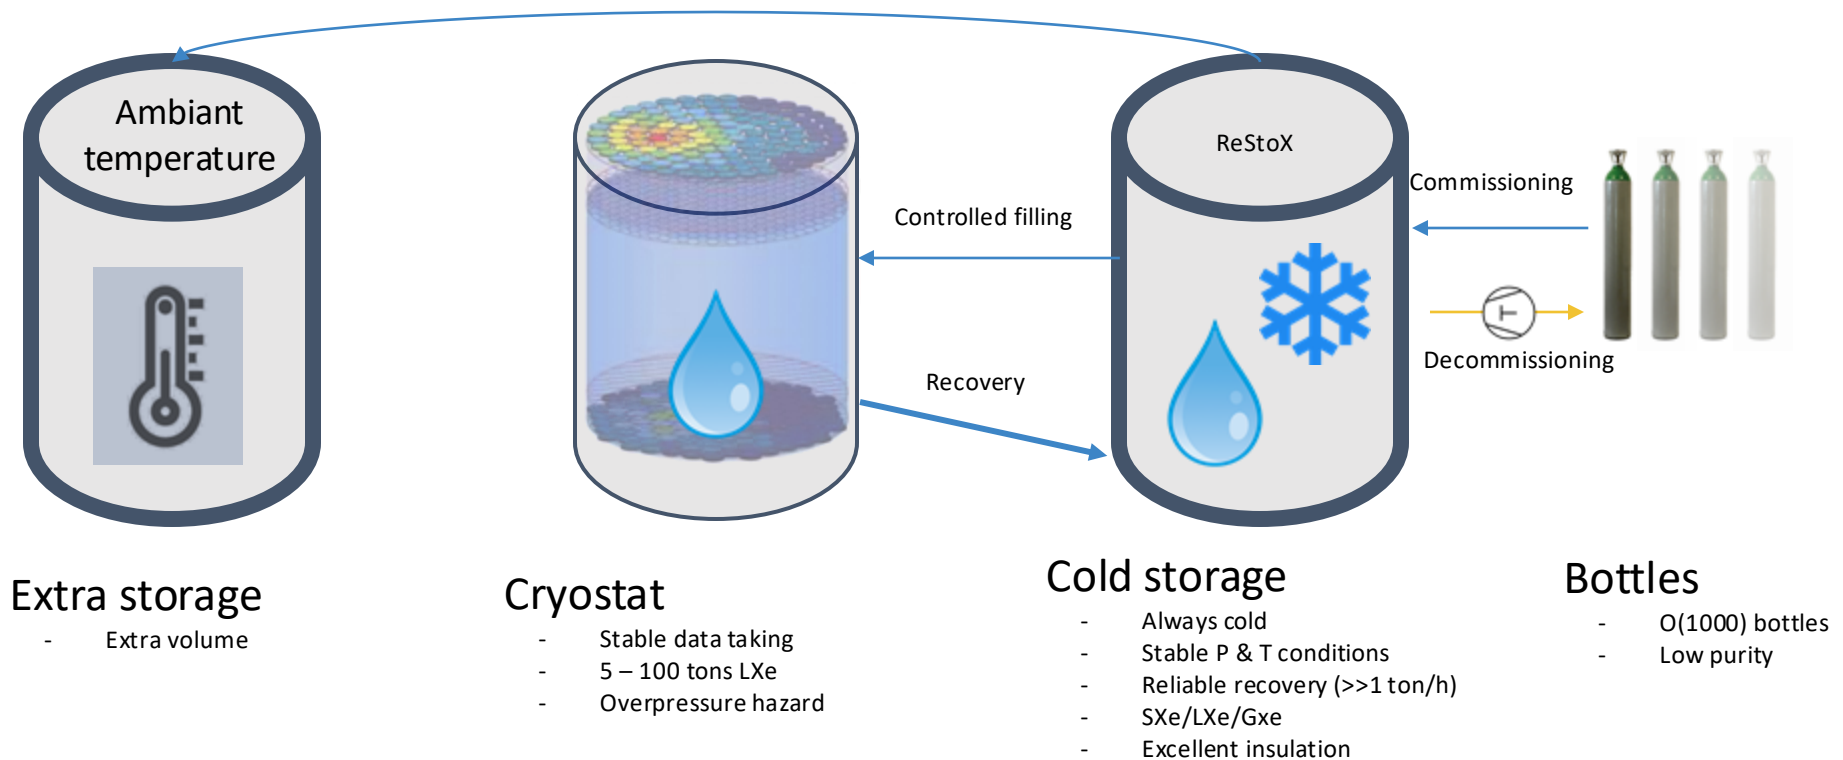 Ambiant
temperature
ReStoX
Commissioning
Controlled filling
Decommissioning
Recovery
T
Extra storage
- Extra volume
Cryostat
- Stable data taking
- 5 – 100 tons LXe
- Overpressure hazard
Cold storage
- Always cold
- Stable P & T conditions
- Reliable recovery (>>1 ton/h)
- SXe/LXe/Gxe
- Excellent insulation
Bottles
- O(1000) bottles
- Low purity